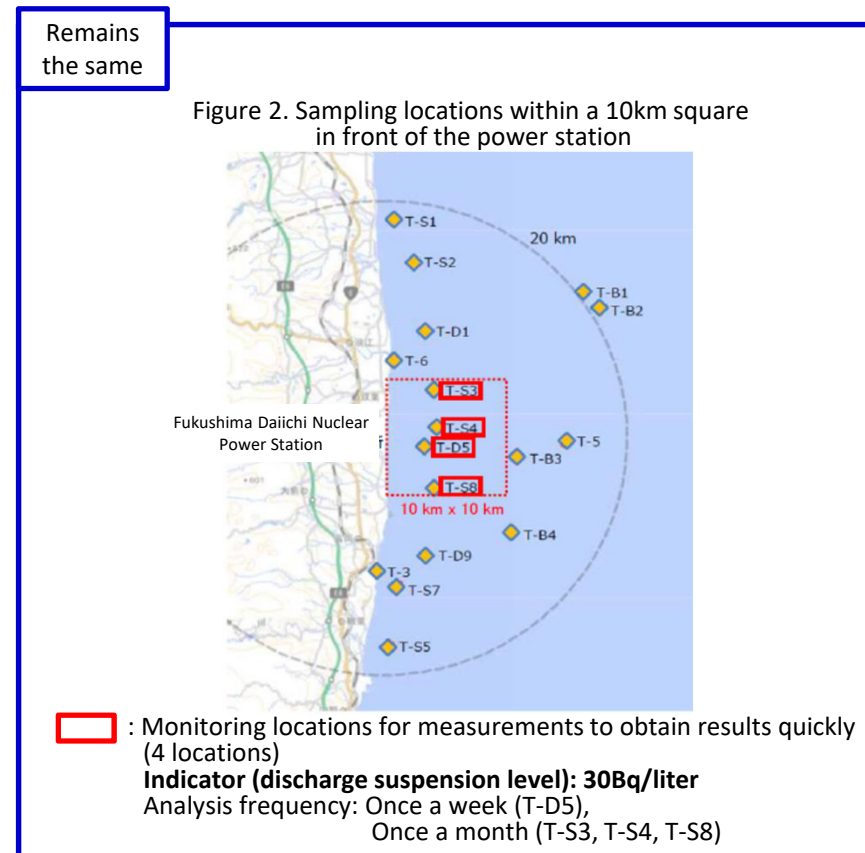 Remains
the same
Figure 2. Sampling locations within a 10km square
in front of the power station
T-S1
20 km
T-S2
T-B1
T-B2
T-D1
T-6
T-S3
Fukushima Daiichi Nuclear
Power Station
T-S4
T-5
T-D5
T-B3
T-S8
10 km x 10 km
T-B4
T-D9
T-3
T-S7
T-S5
: Monitoring locations for measurements to obtain results quickly
(4 locations)
Indicator (discharge suspension level): 30Bq/liter
Analysis frequency: Once a week (T-D5),
Once a month (T-S3, T-S4, T-S8)